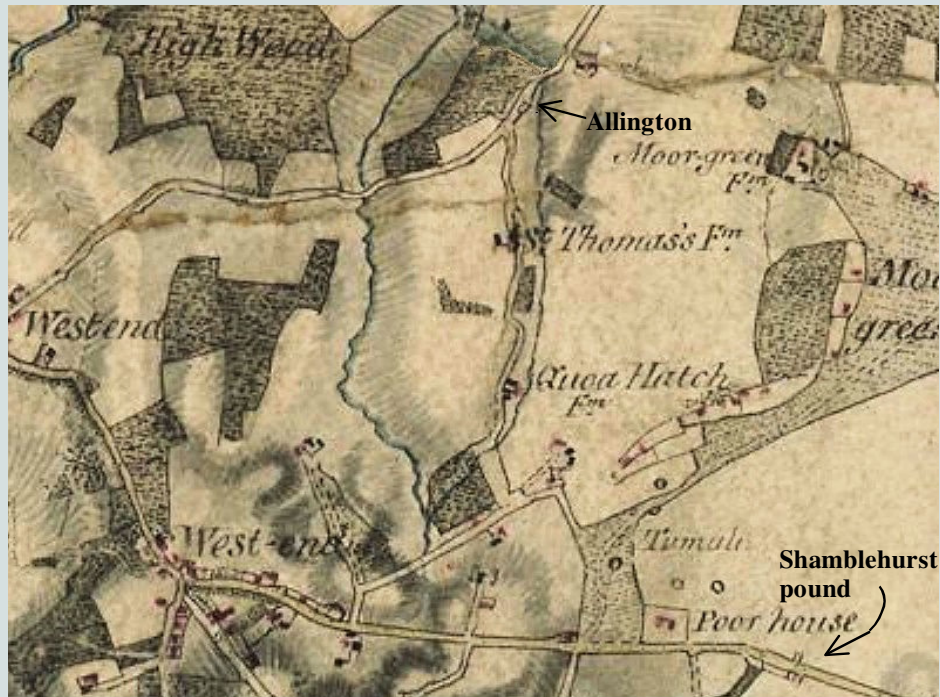 High Wood
Allington
Moor-green
Fm.
St. Thomas's Fm.
Moo
green
Westend
Quoa Hatch
Fm
West-end
Tumuli
Shamblehurst
pound
Poor house